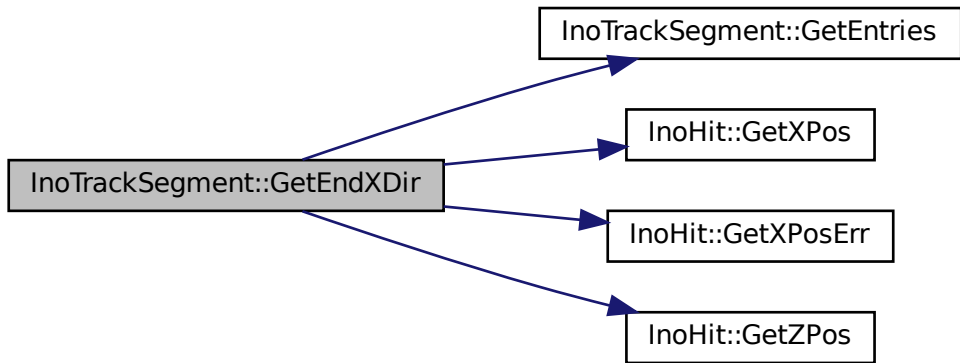 InoTrackSegment::GetEntries
InoHit::GetXPos
InoTrackSegment::GetEndXDir
InoHit::GetXPosErr
InoHit::GetZPos